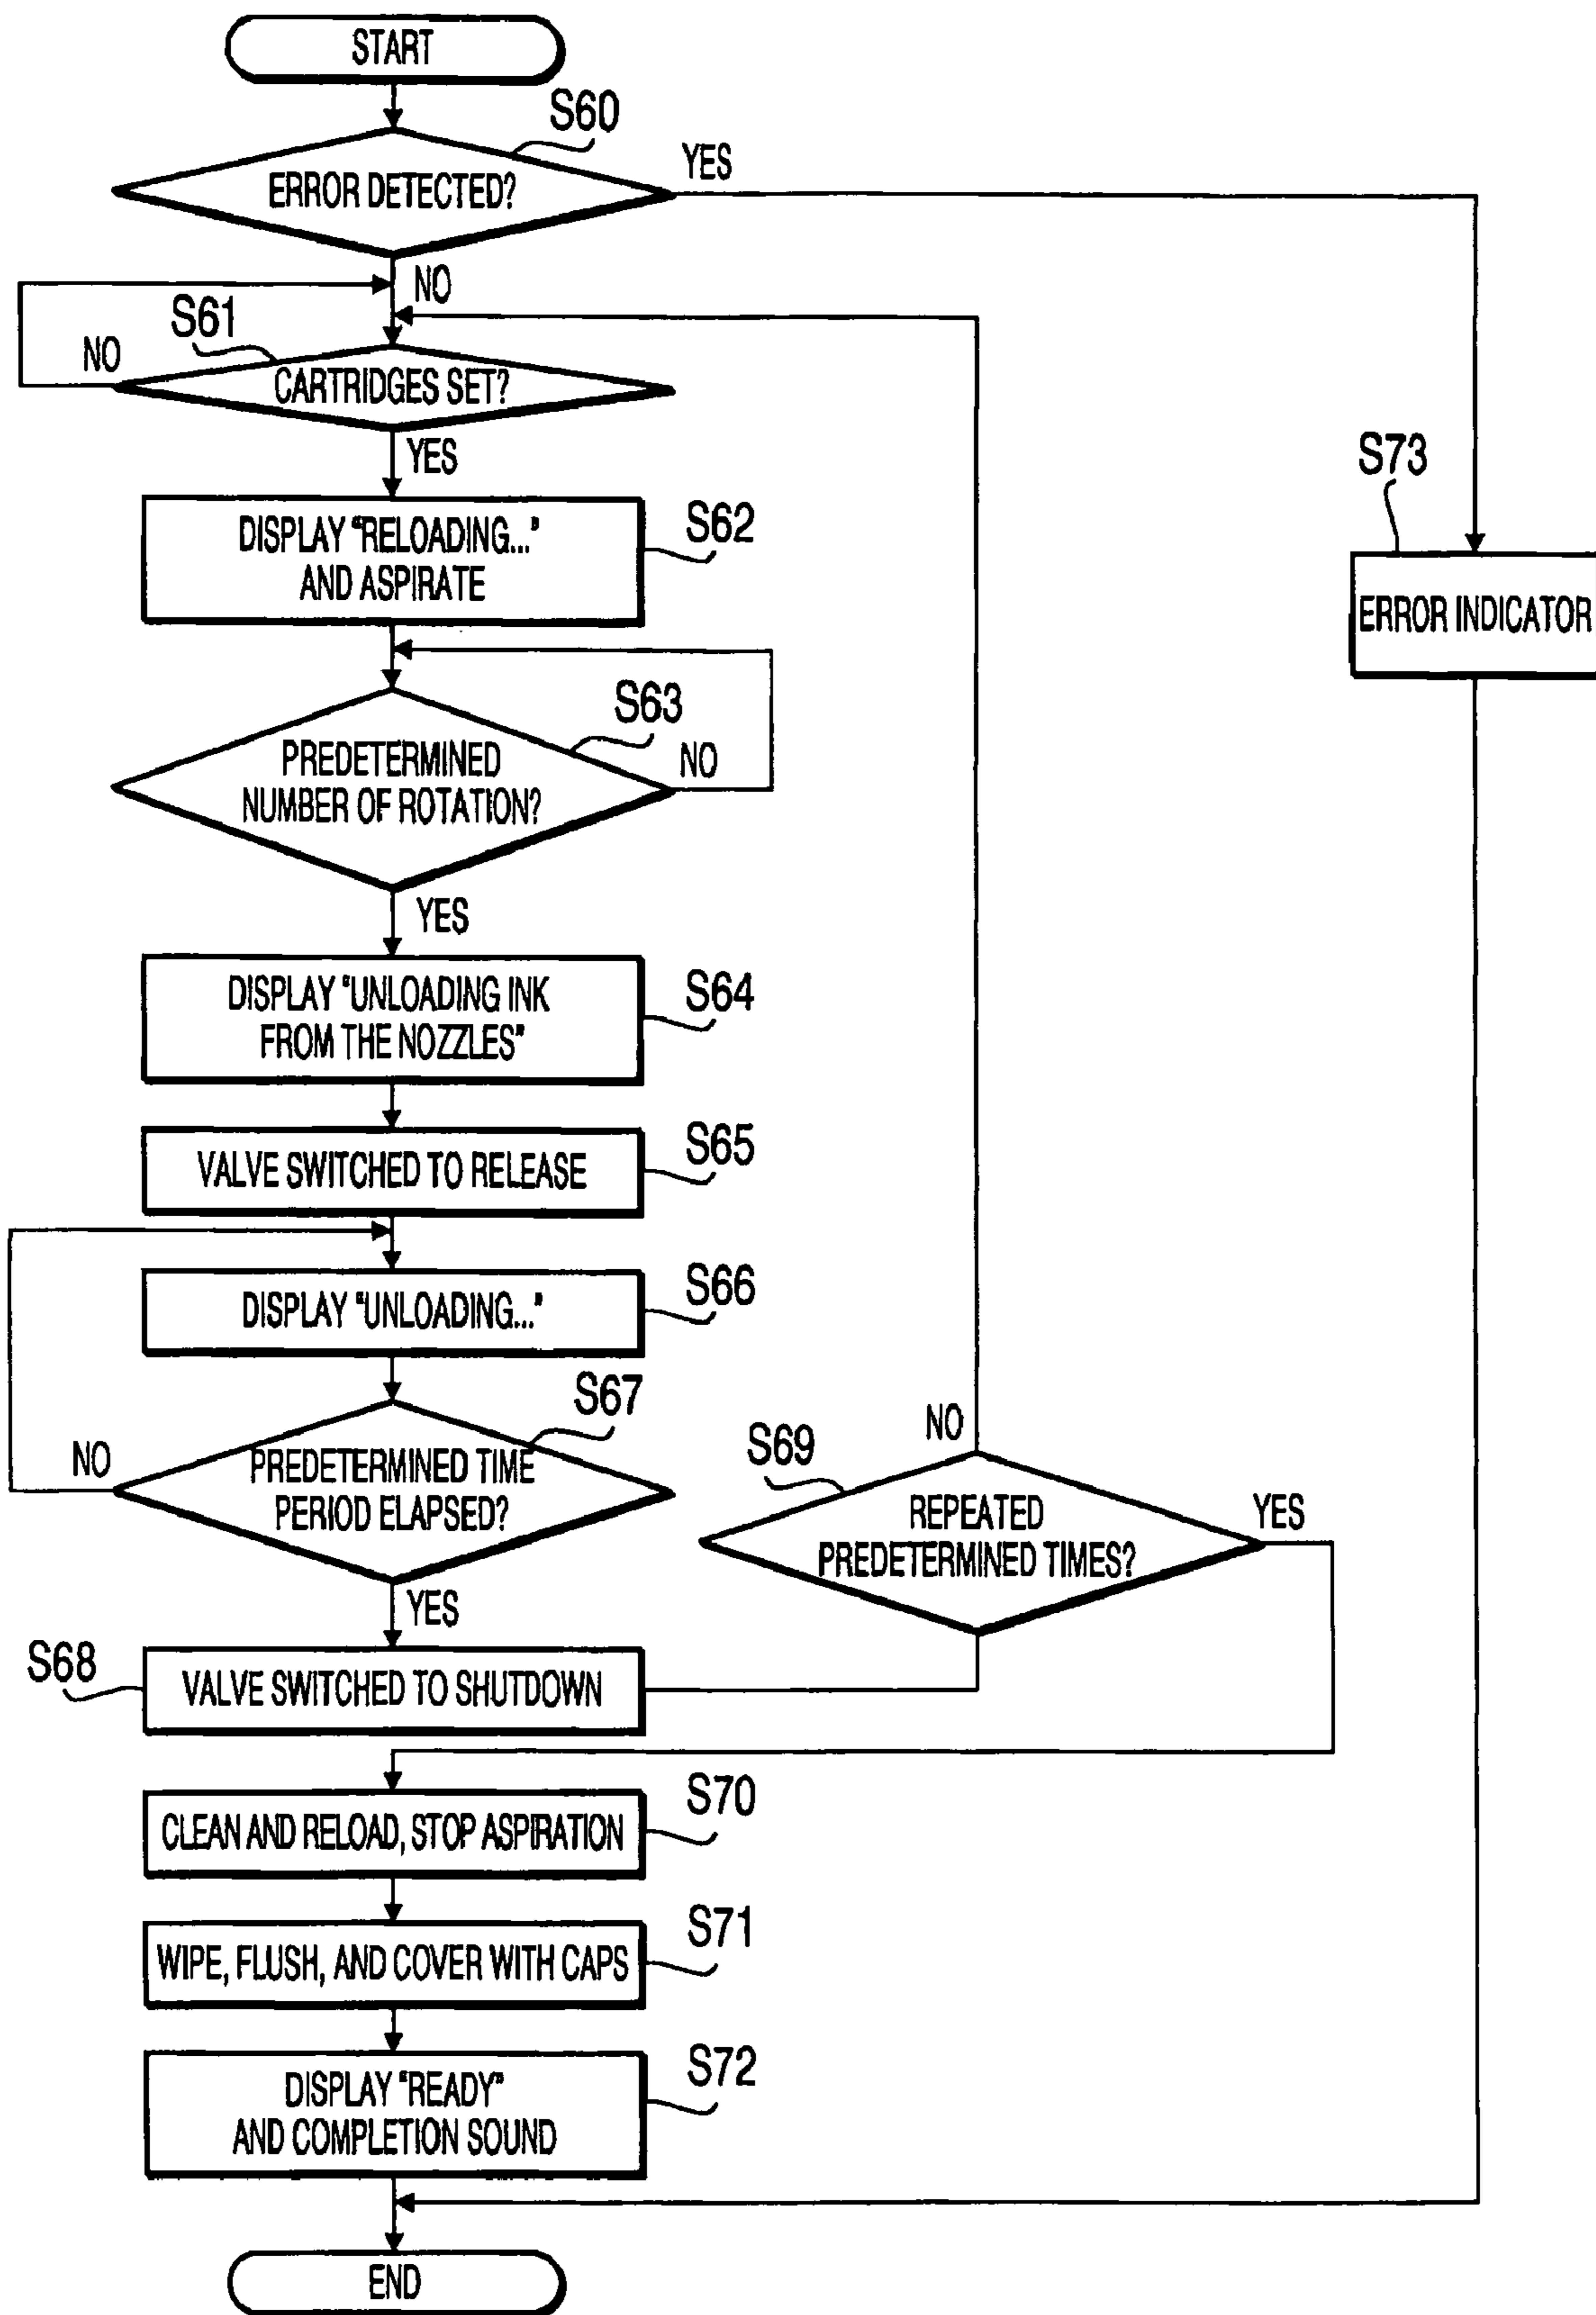 START
S60
ERROR DETECTED?
YES
NO
S61
NO
CARTRIDGES SET?
YES
S62
DISPLAY "RELOADING..."
AND ASPIRATE
S73
ERROR INDICATOR
S63
PREDETERMINED
NUMBER OF ROTATION?
NO
YES
S64
DISPLAY "UNLOADING INK
FROM THE NOZZLES"
S65
VALVE SWITCHED TO RELEASE
S66
DISPLAY "UNLOADING..."
S67
NO
PREDETERMINED TIME
PERIOD ELAPSED?
YES
S68
VALVE SWITCHED TO SHUTDOWN
NO
S69
REPEATED
PREDETERMINED TIMES?
YES
S70
CLEAN AND RELOAD, STOP ASPIRATION
S71
WIPE, FLUSH, AND COVER WITH CAPS
S72
DISPLAY "READY"
AND COMPLETION SOUND
END